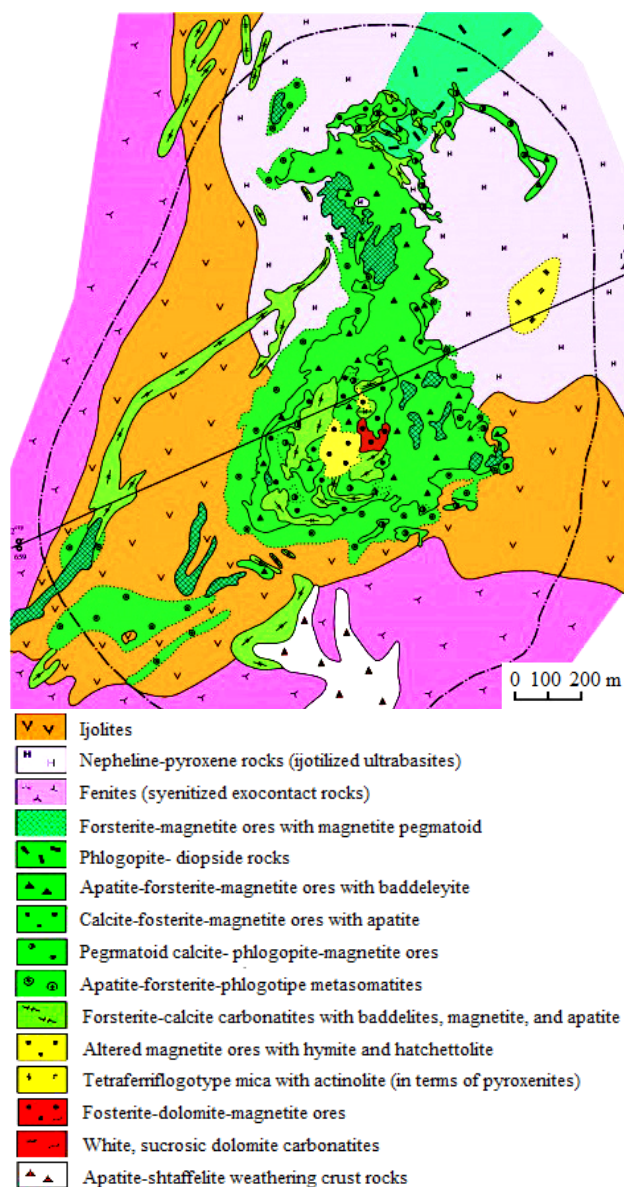 659
0 100 200 m
Ijolites
Nepheline-pyroxene rocks (ijotilized ultrabasites)
Fenites (syenitized exocontact rocks)
Forsterite-magnetite ores with magnetite pegmatoid
Phlogopite- diopside rocks
Apatite-forsterite-magnetite ores with baddeleyite
Calcite-fosterite-magnetite ores with apatite
Pegrmatoid calcite- phlogopite-magnetite ores
Apatite-forsterite-phlogotipe metasomatites
Forsterite-calcite carbonatites with baddelites, magnetite, and apatite
Altered magnetite ores with hymite and hatchettolite
Tetraferriflogotype mica with actinolite (in terms of pyroxenites)
Fosterite-dolomite-magnetite ores
White, sucrosic dolomite carbonatites
Apatite-shtaffelite weathering crust rocks